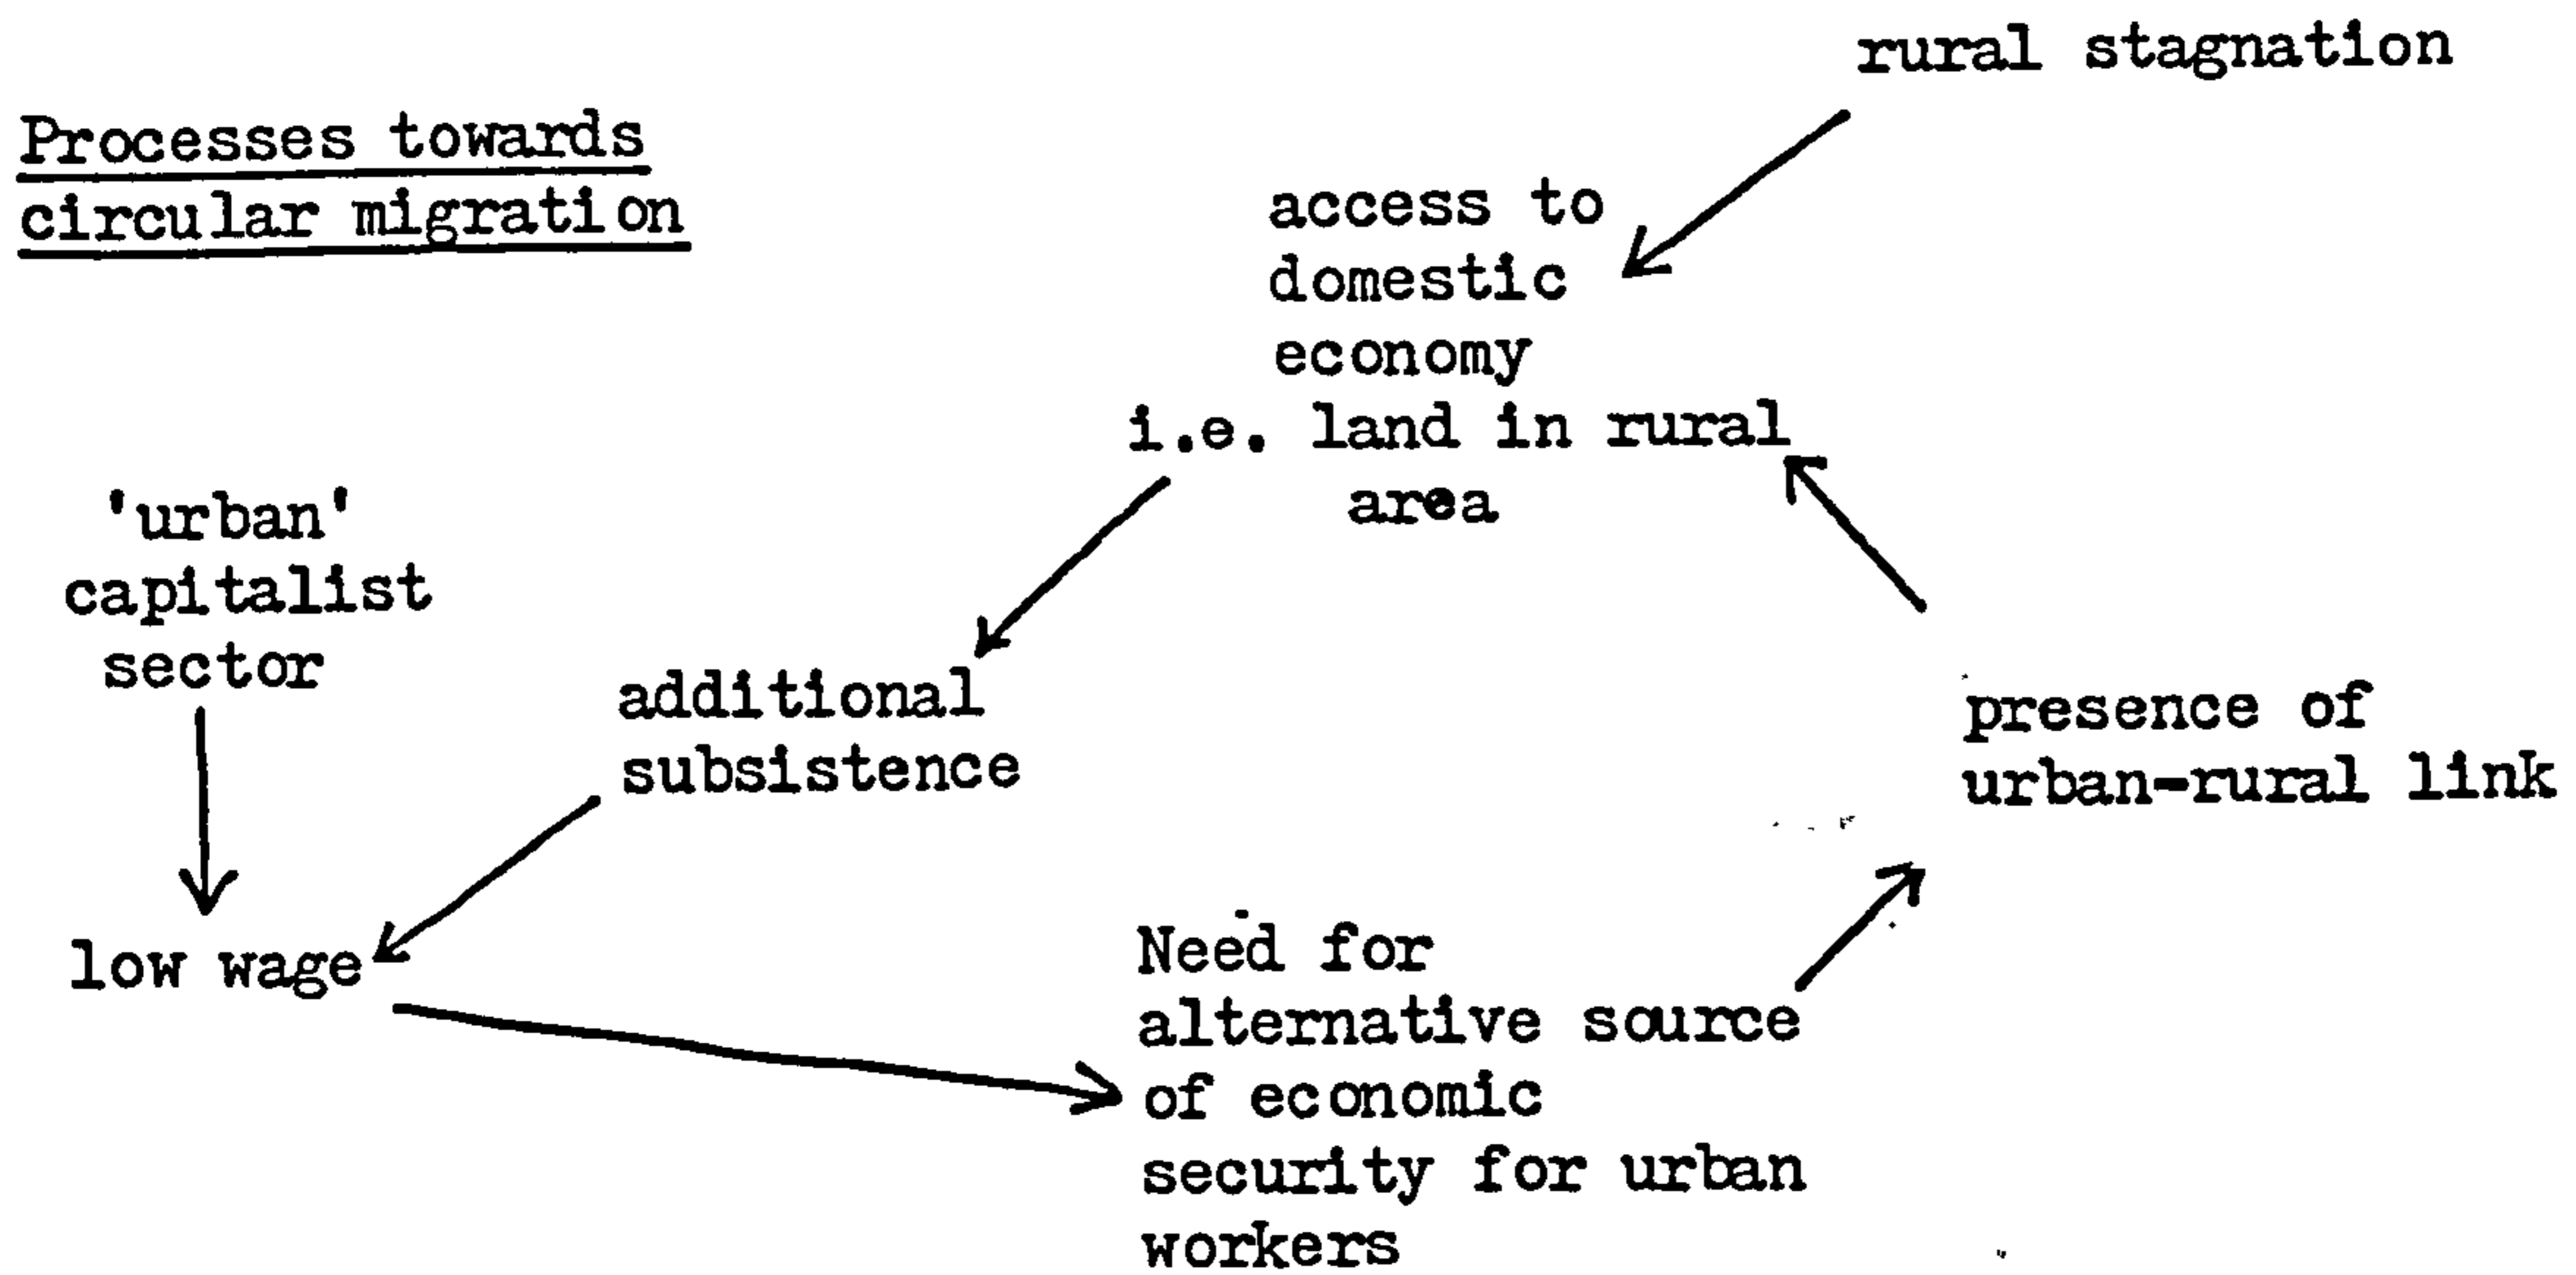 Processes towards
circular migration
rural stagnation
access to
domestic
economy
i.e. land in rural
area
'urban'
capitalist
sector
additional
subsistence
presence of
urban-rural link
low wage
Need for
alternative source
of economic
security for urban
workers